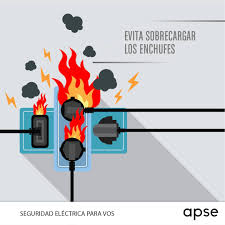 EVITA SOBRECARGAR
LOS ENCHUFES
SEGURIDAD ELÉCTRICA PARA VOS
apse